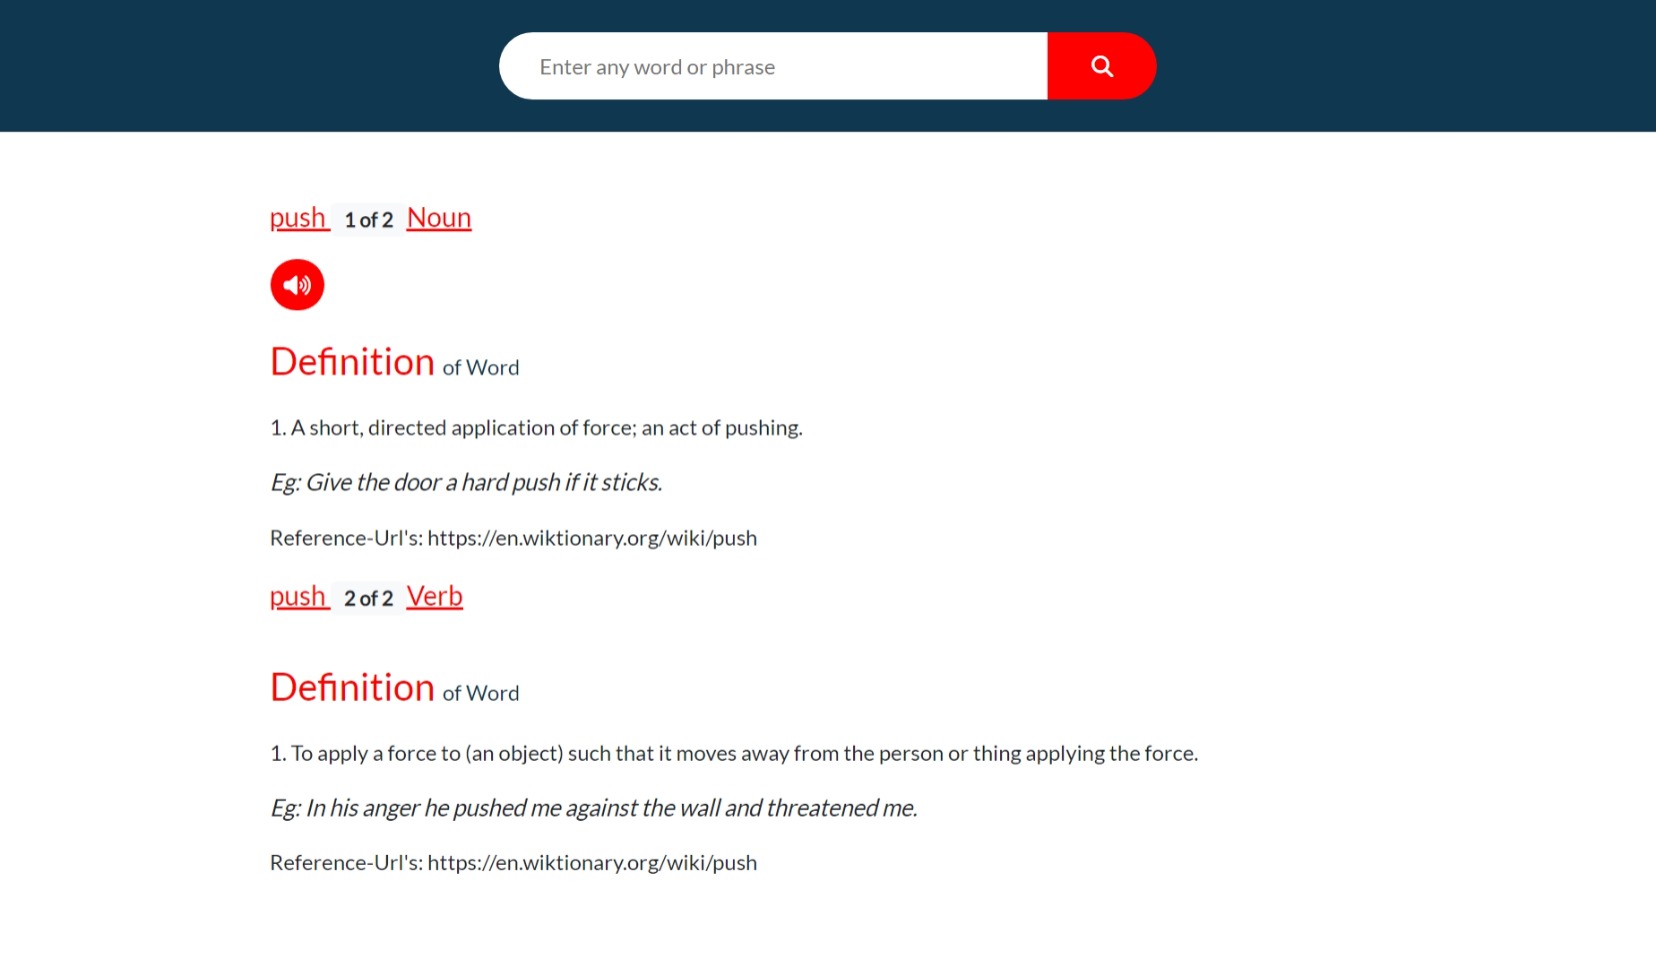 Enter any word or phrase
push 1 of 2 Noun
Definition of Word
1. A short, directed application of force; an act of pushing.
Eg: Give the door a hard push if it sticks.
Reference-Url's: https://en.wiktionary.org/wiki/push
push 2 of 2 Verb
Definition of Word
1. To apply a force to (an object) such that it moves away from the person or thing applying the force.
Eg: In his anger he pushed me against the wall and threatened me.
Reference-Url's: https://en.wiktionary.org/wiki/push